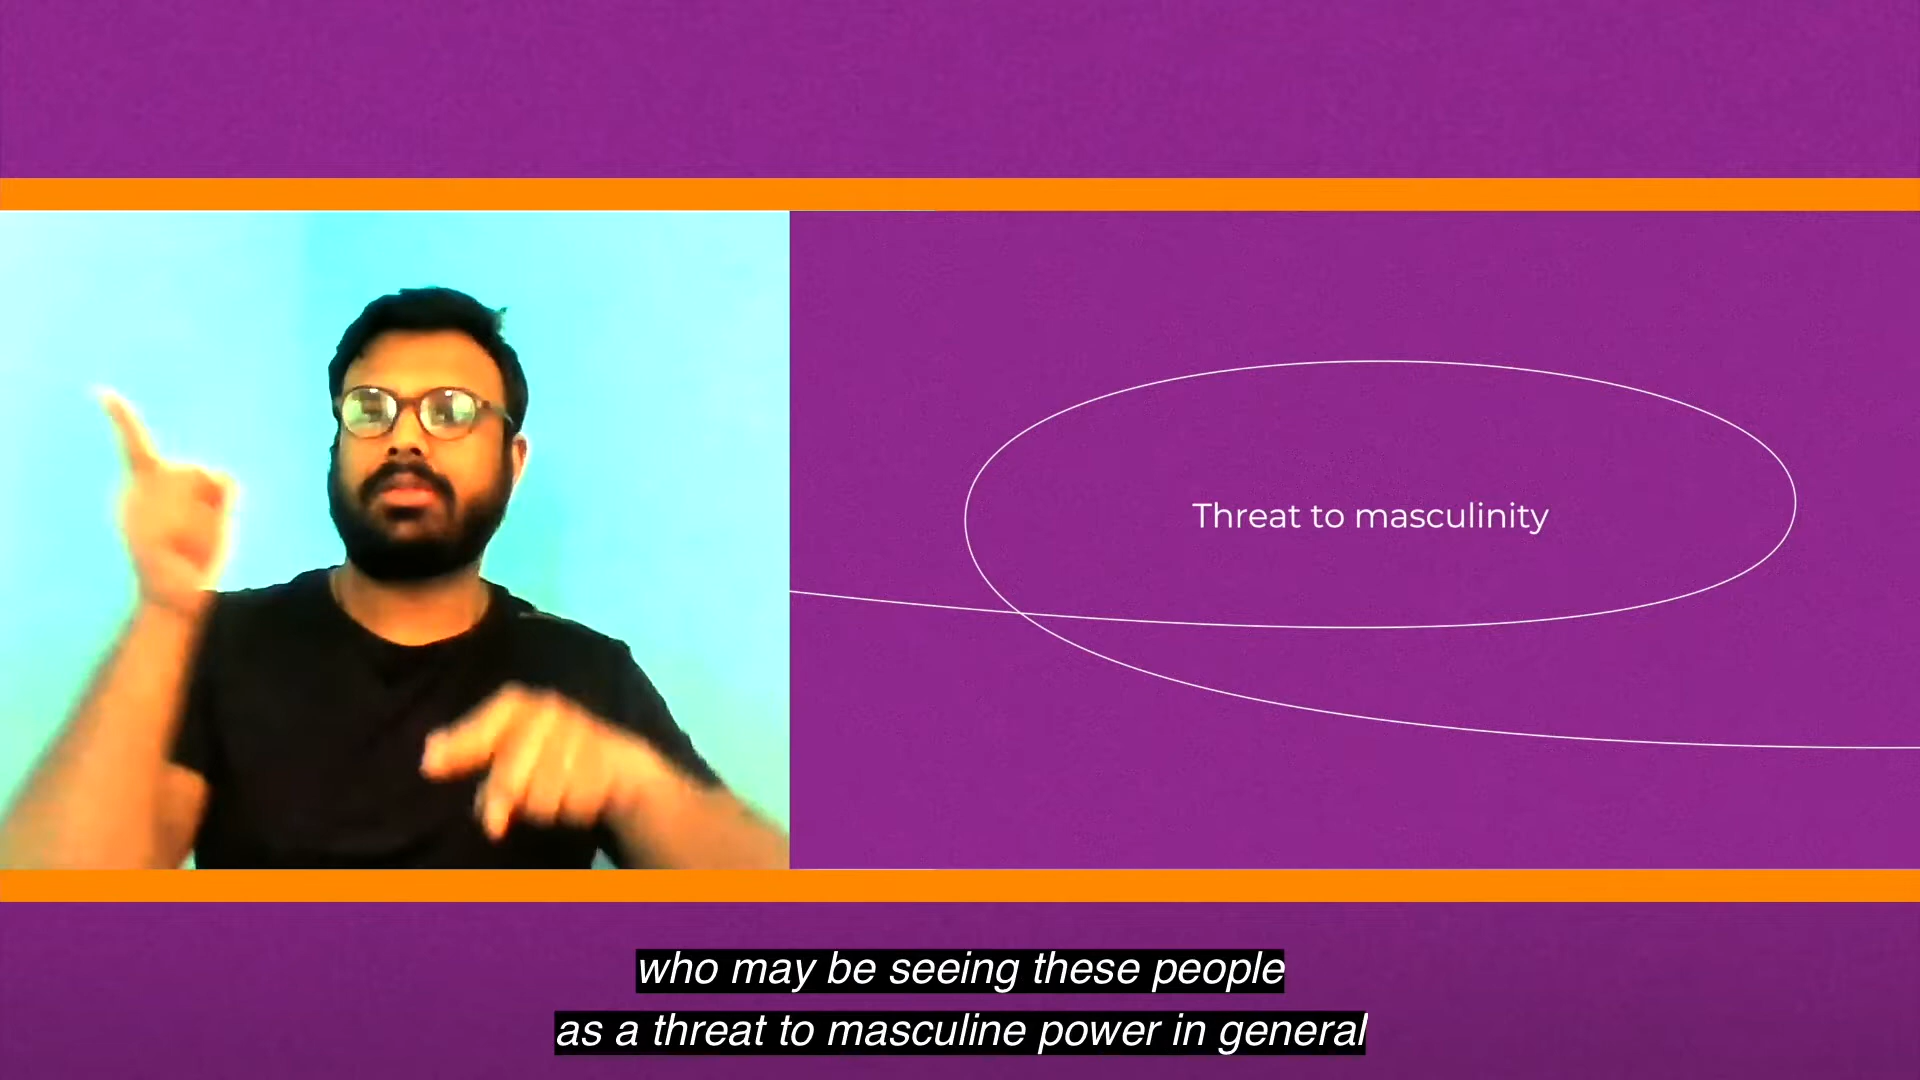 Threat to masculinity
who may be seeing these people
as a threat to masculine power in general